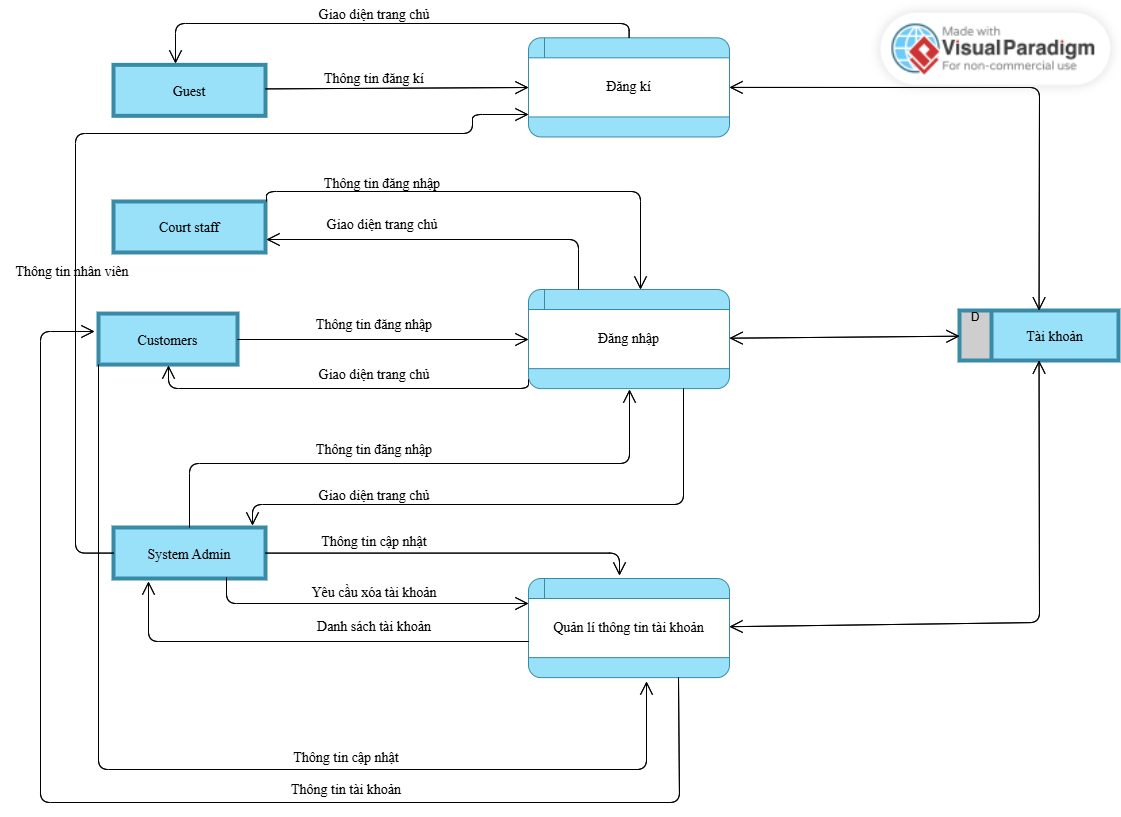 Giao diện trang chủ
Made with
Visual Paradigm
For non-commercial use
Guest
Thông tin đăng kí
Đăng kí
Thông tin đăng nhập
Court staff
Giao diện trang chủ
Thông tin nhân viên
Customers
Thông tin đăng nhập
Đăng nhập
D
Tài khoản
Giao diện trang chủ
Thông tin đăng nhập
Giao diện trang chủ
System Admin
Thông tin cập nhật
Yêu cầu xóa tài khoản
Danh sách tài khoản
Quản lí thông tin tài khoản
Thông tin cập nhật
Thông tin tài khoản